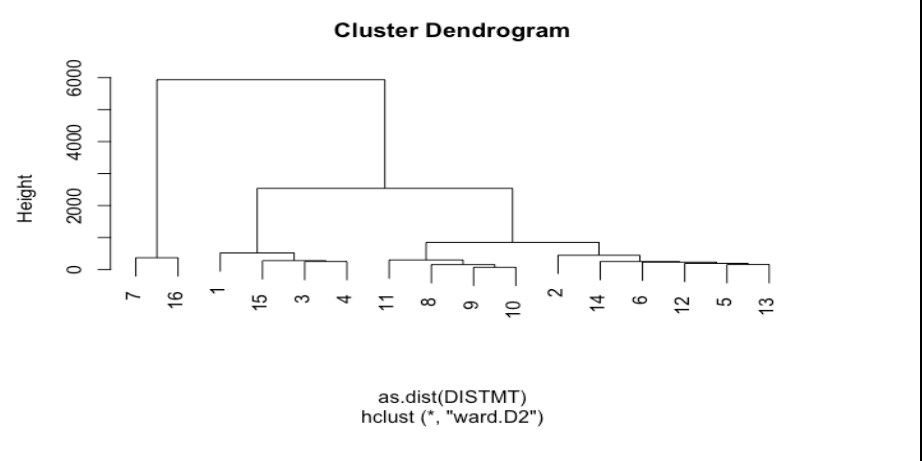 Cluster Dendrogram
Height
6000
4000
2000
0
7 16 1 15 3 4 11 8 9 10 2 14 6 12 5 13
as.dist(DISTMT)
hclust (*, "ward.D2")